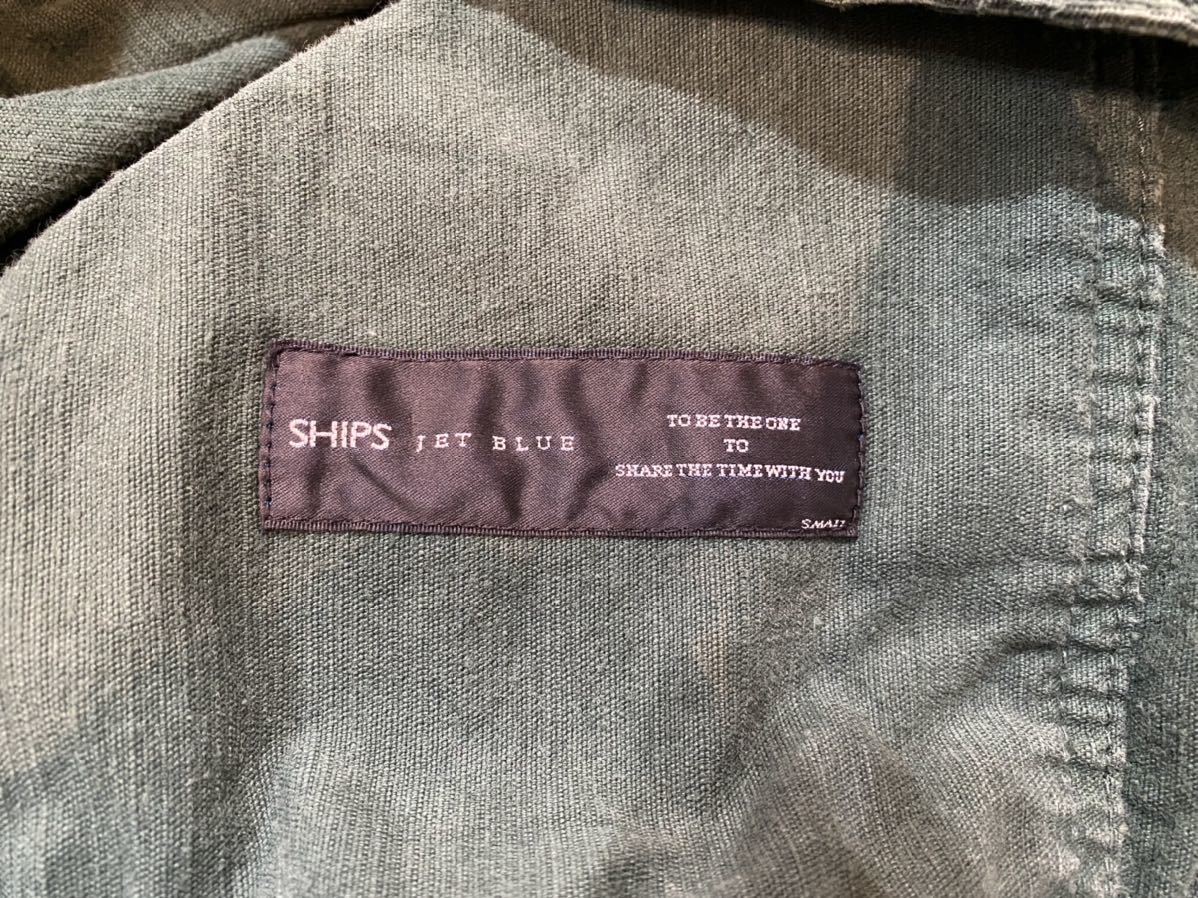 SHIPS JET BLUE
TO BE THE ONE
TO
SHARE THE TIME WITH YOU
SMALL